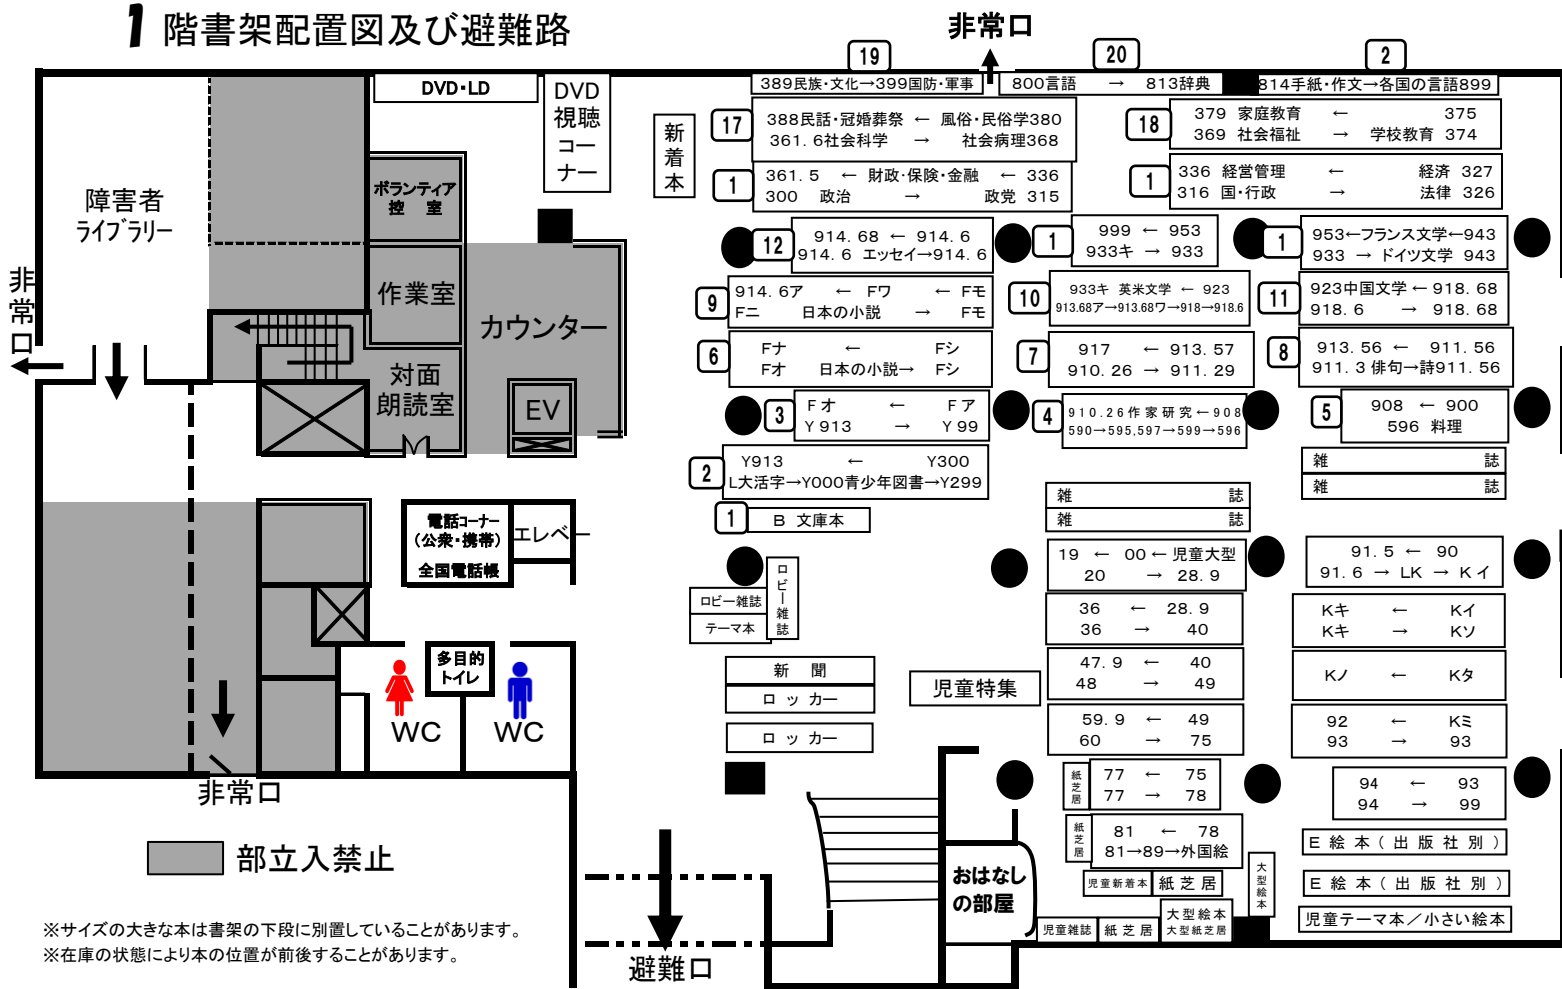 1 階書架配置図及び避難路
非常口
19
20
2
DVD・LD
DVD
視聴
コー
ナー
389民族・文化→399国防・軍事
800言語 → 813辞典
814手紙・作文→各国の言語899
新
着
本
17
388民話・冠婚葬祭 ← 風俗・民俗学380
361.6社会科学 → 社会病理368
18
379 家庭教育 ← 375
369 社会福祉 → 学校教育 374
1
361.5 ← 財政・保険・金融 ← 336
300 政治 → 政党 315
1
336 経営管理 ← 経済 327
316 国・行政 → 法律 326
ボランティア
控 室
障害者
ライブラリー
12
914.68 ← 914.6
914.6 エッセイ→914.6
1
999 ← 953
933キ → 933
1
953←フランス文学←943
933 → ドイツ文学 943
非
常
口
作業室
カウンター
9
914.6ア ← Fワ ← Fモ
Fニ 日本の小説 → Fモ
10
933キ 英米文学 ← 923
913.68ア→913.68ワ→918→918.6
11
923中国文学←918.68
918.6 → 918.68
6
Fナ ← Fシ
Fオ 日本の小説→ Fシ
7
917 ← 913.57
910.26 → 911.29
8
913.56 ← 911.56
911.3 俳句→詩911.56
対面
朗読室
EV
3
Fオ ← Fア
Y913 → Y99
4
910.26作家研究←908
590→595,597→599→596
5
908 ← 900
596 料理
2
Y913 ← Y300
L大活字→Y000青少年図書→Y299
雑 誌
雑 誌
雑 誌
雑 誌
1
B 文庫本
電話コーナー
(公衆・携帯)
全国電話帳
エレベー
ロビー雑誌
ロビー雑誌
テーマ本
19 ← 00←児童大型
20 → 28.9
91.5 ← 90
91.6 → LK → Kイ
36 ← 28.9
36 → 40
Kキ ← Kイ
Kキ → Kソ
多目的
トイレ
WC
WC
新 聞
ロ ッ カー
ロ ッ カー
児童特集
47.9 ← 40
48 → 49
Kノ ← Kタ
59.9 ← 49
60 → 75
92 ← Kミ
93 → 93
紙芝居
77 ← 75
77 → 78
94 ← 93
94 → 99
非常口
紙芝居
81 ← 78
81→89→外国絵
E 絵 本 ( 出 版 社 別 )
部立入禁止
おはなし
の部屋
児童新着本
紙 芝 居
大型絵本
E 絵 本 ( 出 版 社 別 )
児童雑誌
紙 芝 居
大型絵本
大型紙芝居
児童テーマ本/小さい絵本
※サイズの大きな本は書架の下段に別置していることがあります。
※在庫の状態により本の位置が前後することがあります。
避難口